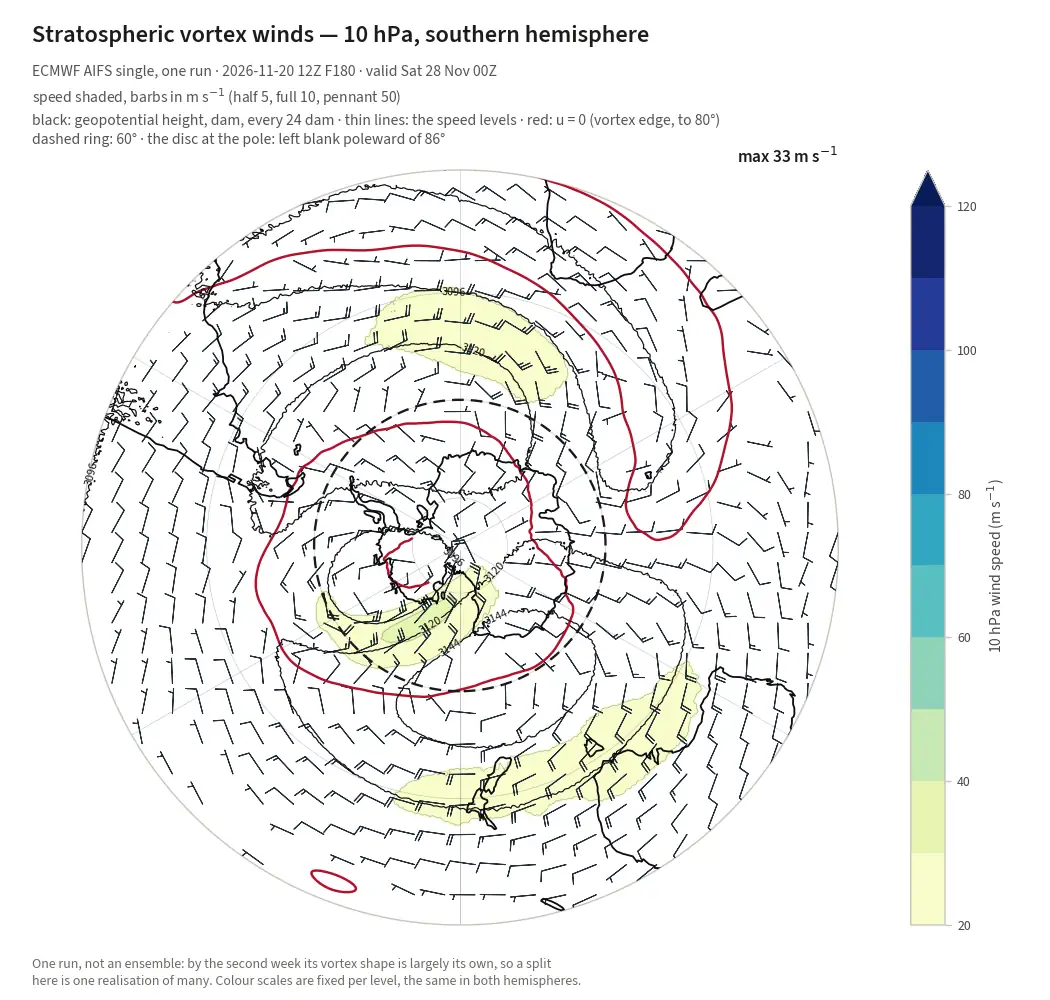 Stratospheric vortex winds — 10 hPa, southern hemisphere
ECMWF AIFS single, one run · 2026-11-20 12Z F180 · valid Sat 28 Nov 00Z
speed shaded, barbs in m s⁻¹ (half 5, full 10, pennant 50)
black: geopotential height, dam, every 24 dam · thin lines: the speed levels · red: u = 0 (vortex edge, to 80°)
dashed ring: 60° · the disc at the pole: left blank poleward of 86°
max 33 m s⁻¹
120
100
80
60
40
20
10 hPa wind speed (m s⁻¹)
3096
3120
3096
3120
3144
3120
3144
One run, not an ensemble: by the second week its vortex shape is largely its own, so a split
here is one realisation of many. Colour scales are fixed per level, the same in both hemispheres.